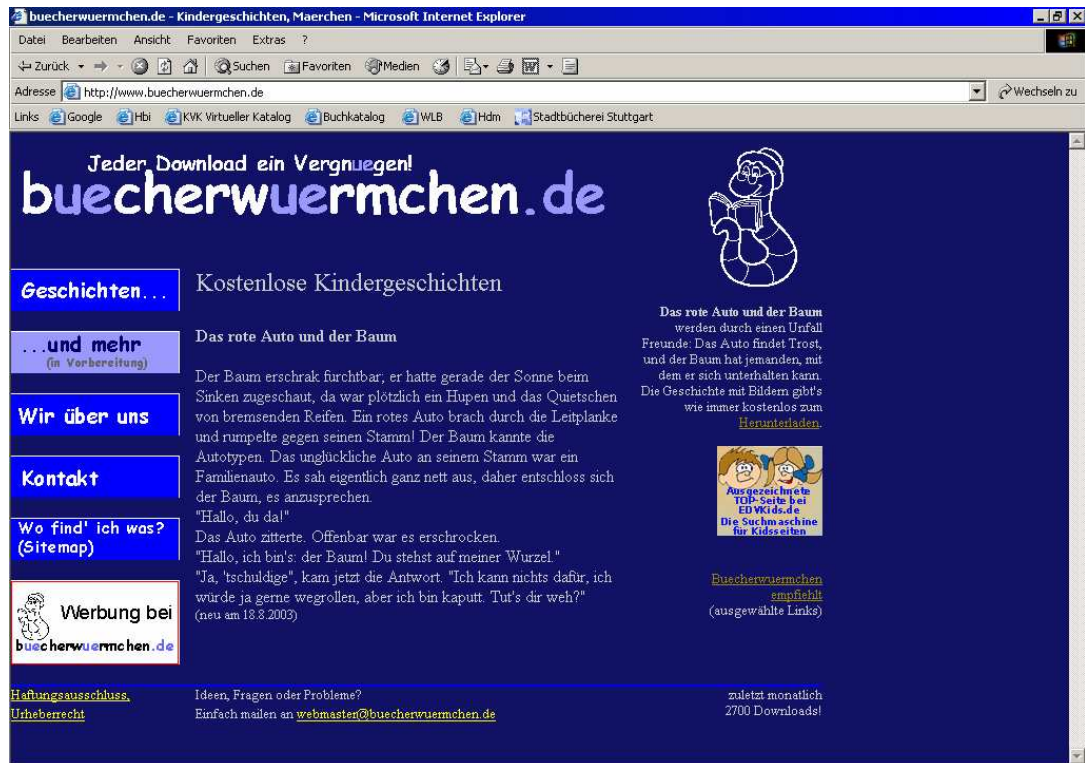 buecherwuermchen.de - Kindergeschichten, Maerchen - Microsoft Internet Explorer
Datei Bearbeiten Ansicht Favoriten Extras ?
Zurück Suchen Favoriten Medien
Adresse http://www.buecherwuermchen.de Wechseln zu
Links Google Hbi KVK Virtueller Katalog Buchkatalog WLB Hdm Stadtbücherei Stuttgart
Jeder Download ein Vergnuegen!
buecherwuermchen.de
Geschichten...
...und mehr
(in Vorbereitung)
Wir über uns
Kontakt
Wo find' ich was?
(Sitemap)
Werbung bei
buecherwuermchen.de
Kostenlose Kindergeschichten
Das rote Auto und der Baum
Der Baum erschrak furchtbar; er hatte gerade der Sonne beim
Sinken zugeschaut, da war plötzlich ein Hupen und das Quietschen
von bremsenden Reifen. Ein rotes Auto brach durch die Leitplanke
und rumpelte gegen seinen Stamm! Der Baum kannte die
Autotypen. Das unglückliche Auto an seinem Stamm war ein
Familienauto. Es sah eigentlich ganz nett aus, daher entschloss sich
der Baum, es anzusprechen.
"Hallo, du da!"
Das Auto zitterte. Offenbar war es erschrocken.
"Hallo, ich bin's: der Baum! Du stehst auf meiner Wurzel."
"Ja, 'tschuldige", kam jetzt die Antwort. "Ich kann nichts dafür, ich
würde ja gerne wegrollen, aber ich bin kaputt. Tut's dir weh?"
(neu am 18.8.2003)
Das rote Auto und der Baum
werden durch einen Unfall
Freunde: Das Auto findet Trost,
und der Baum hat jemanden, mit
dem er sich unterhalten kann.
Die Geschichte mit Bildern gibt's
wie immer kostenlos zum
Herunterladen.
Ausgezeichnete
TOP-Seite bei
EDVKids.de
Die Suchmaschine
für Kidsseiten
Buecherwuermchen
empfiehlt
(ausgewählte Links)
Haftungsausschluss,
Urheberrecht
Ideen, Fragen oder Probleme?
Einfach mailen an webmaster@buecherwuermchen.de
zuletzt monatlich
2700 Downloads!